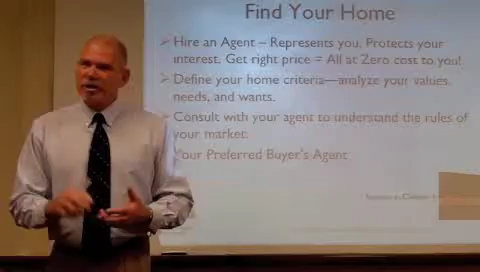 Find Your Home
Hire an Agent – Represents you. Protects your
interest. Get right price = All at Zero cost to you!
Define your home criteria—analyze your values,
needs, and wants.
Consult with your agent to understand the rules of
your market.
Your Preferred Buyer's Agent